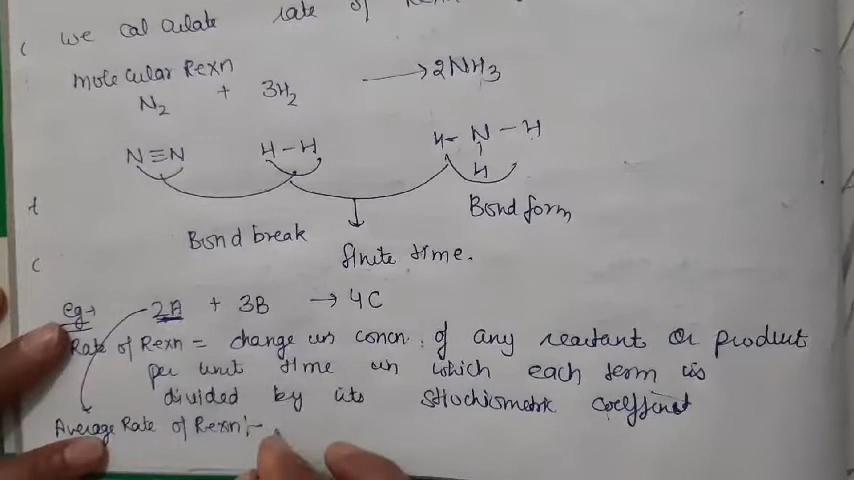 we calculate rate of Rexn
molecular Rexn
N2 + 3H2 → 2NH3
N≡N H-H H-N-H
H
Bond break Bond form
finite time.
eg→ 2A + 3B → 4C
Rate of Rexn = change in concn. of any reactant or product
per unit time in which each term is
divided by its
Average Rate of Rexn:-